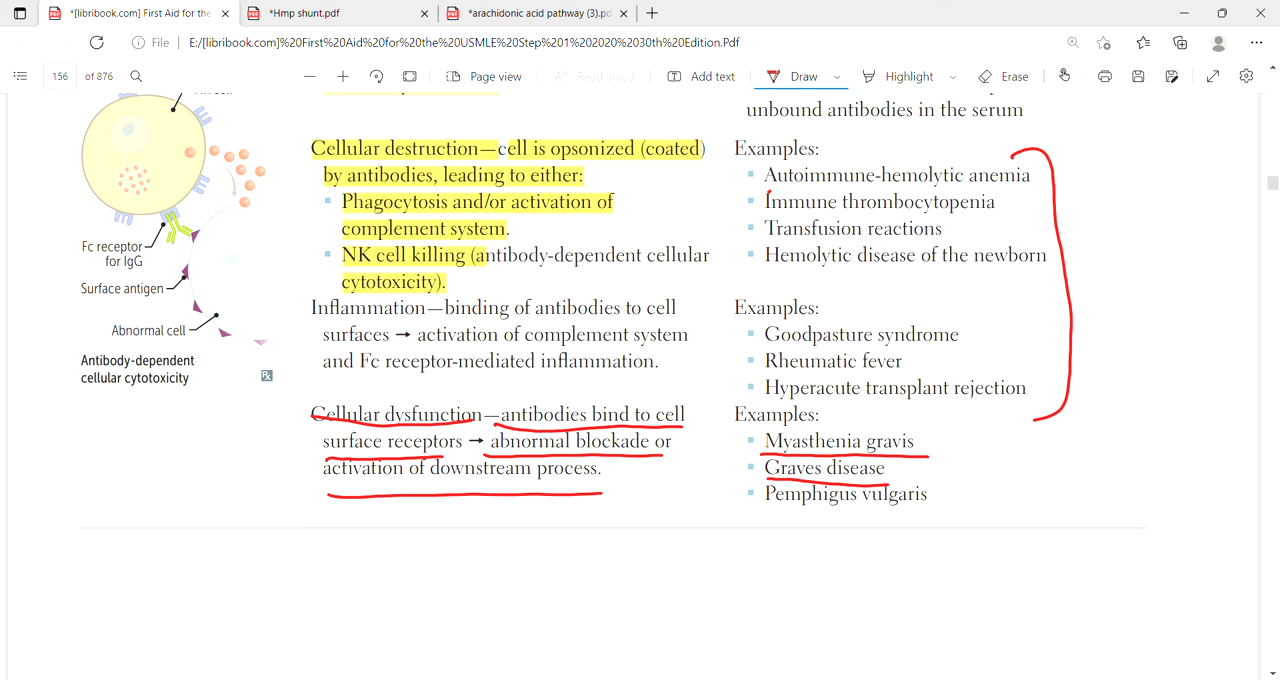 *[libribook.com] First Aid for the
*Hmp shunt.pdf
*arachidonic acid pathway (3).pd
File
E:/[libribook.com]%20First%20Aid%20for%20the%20USMLE%20Step%201%202020%2030th%20Edition.Pdf
156 of 876
Page view
Read aloud
Add text
Draw
Highlight
Erase
unbound antibodies in the serum
Cellular destruction—cell is opsonized (coated)
by antibodies, leading to either:
Phagocytosis and/or activation of
complement system.
NK cell killing (antibody-dependent cellular
cytotoxicity).
Examples:
Autoimmune-hemolytic anemia
Immune thrombocytopenia
Transfusion reactions
Hemolytic disease of the newborn
Fc receptor
for IgG
Surface antigen
Abnormal cell
Antibody-dependent
cellular cytotoxicity
Rx
Inflammation—binding of antibodies to cell
surfaces → activation of complement system
and Fc receptor-mediated inflammation.
Examples:
Goodpasture syndrome
Rheumatic fever
Hyperacute transplant rejection
Cellular dysfunction—antibodies bind to cell
surface receptors → abnormal blockade or
activation of downstream process.
Examples:
Myasthenia gravis
Graves disease
Pemphigus vulgaris